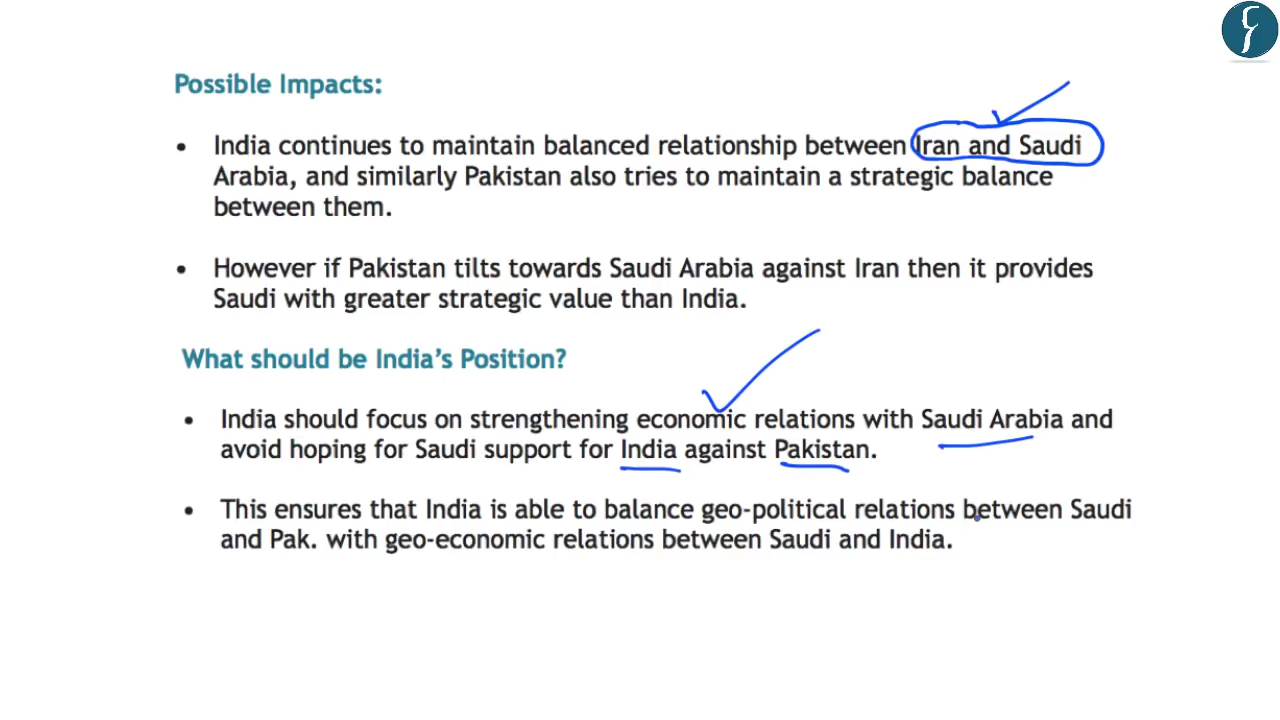 Possible Impacts:
• India continues to maintain balanced relationship between Iran and Saudi
Arabia, and similarly Pakistan also tries to maintain a strategic balance
between them.
• However if Pakistan tilts towards Saudi Arabia against Iran then it provides
Saudi with greater strategic value than India.
What should be India's Position?
• India should focus on strengthening economic relations with Saudi Arabia and
avoid hoping for Saudi support for India against Pakistan.
• This ensures that India is able to balance geo-political relations between Saudi
and Pak. with geo-economic relations between Saudi and India.